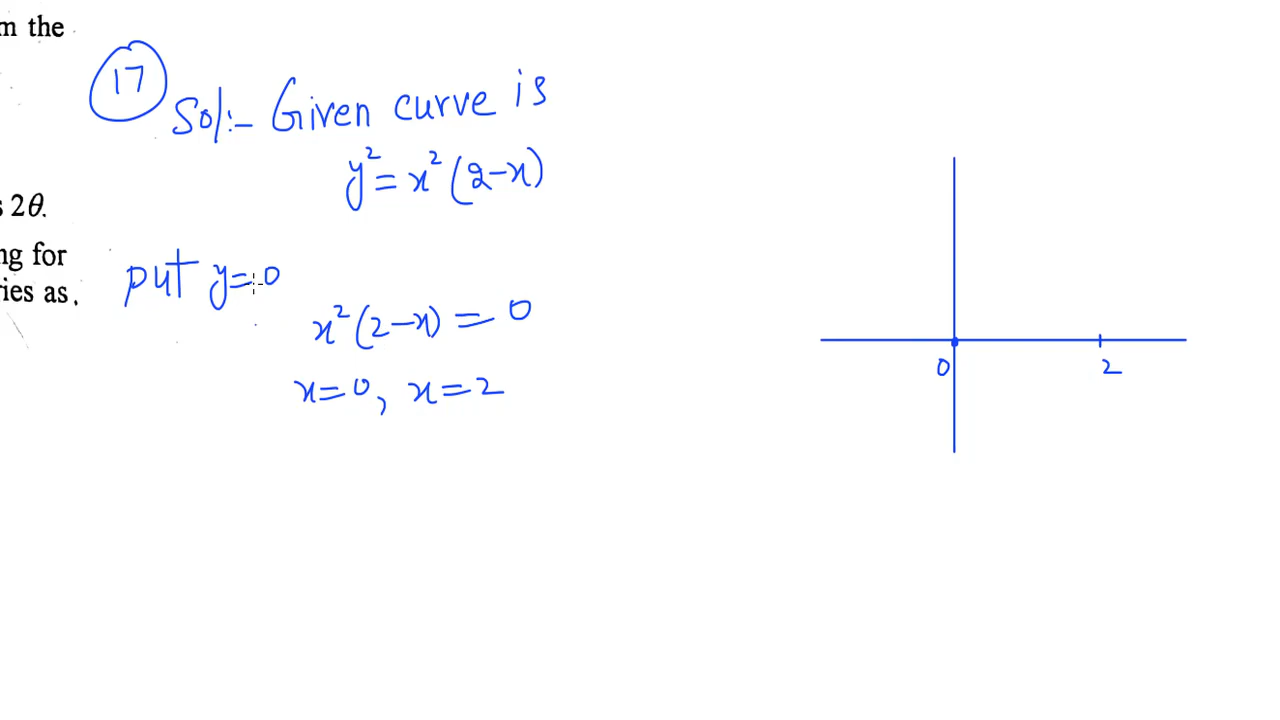 m the
17
Sol:- Given curve is
y² = x² (2-x)
s 2θ.
ng for
ries as,
put y=0
x² (2-x) = 0
x=0, x=2
0 2